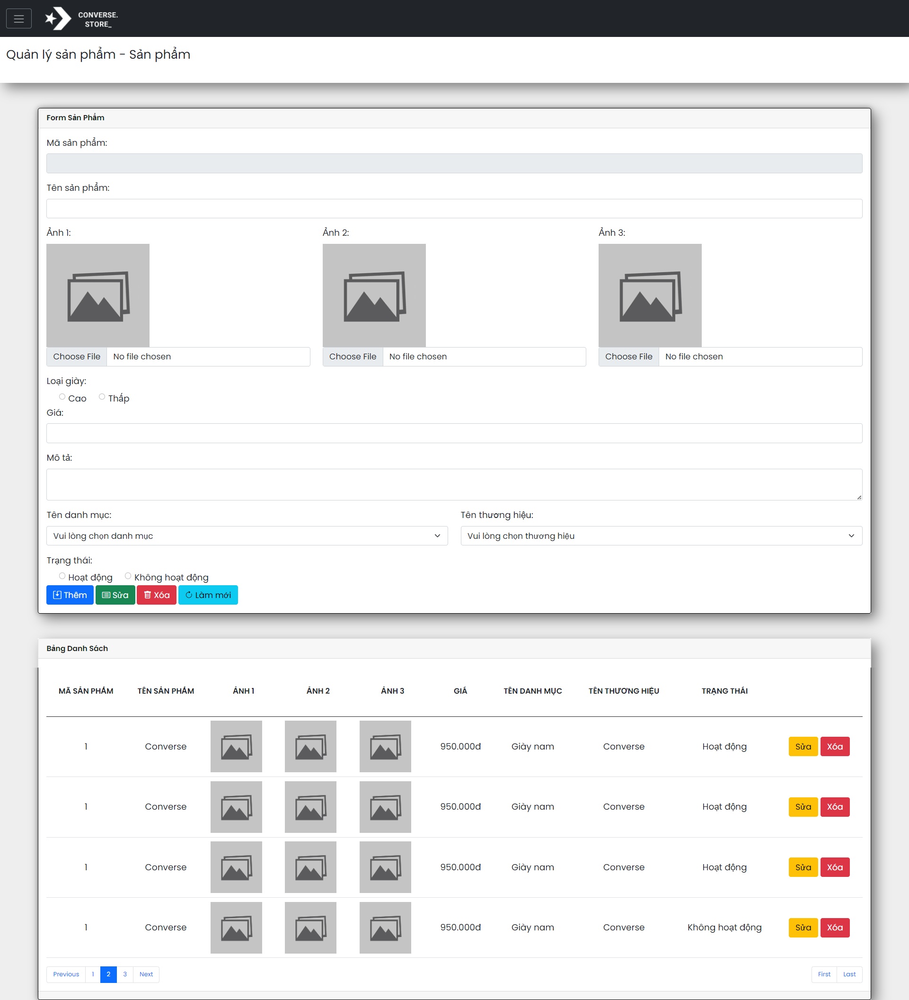 CONVERSE.
STORE_
Quản lý sản phẩm - Sản phẩm
Form Sản Phẩm
Mã sản phẩm:
Tên sản phẩm:
Ảnh 1: Ảnh 2: Ảnh 3:
Choose File No file chosen Choose File No file chosen Choose File No file chosen
Loại giày:
Cao Thấp
Giá:
Mô tả:
Tên danh mục: Tên thương hiệu:
Vui lòng chọn danh mục Vui lòng chọn thương hiệu
Trạng thái:
Hoạt động Không hoạt động
Thêm Sửa Xóa Làm mới
Bảng Danh Sách
MÃ SẢN PHẨM TÊN SẢN PHẨM ẢNH 1 ẢNH 2 ẢNH 3 GIÁ TÊN DANH MỤC TÊN THƯƠNG HIỆU TRẠNG THÁI
1 Converse 950.000đ Giày nam Converse Hoạt động Sửa Xóa
1 Converse 950.000đ Giày nam Converse Hoạt động Sửa Xóa
1 Converse 950.000đ Giày nam Converse Hoạt động Sửa Xóa
1 Converse 950.000đ Giày nam Converse Không hoạt động Sửa Xóa
Previous 1 2 3 Next First Last